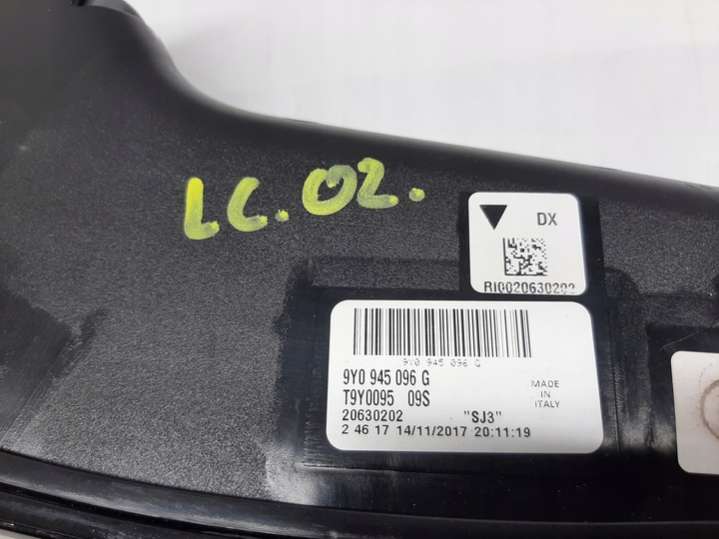 LC.02.
DX
RI0020630202
9Y0 945 096 G
9Y0 945 096 G
T9Y0095 09S
MADE IN ITALY
20630202 "SJ3"
2 46 17 14/11/2017 20:11:19